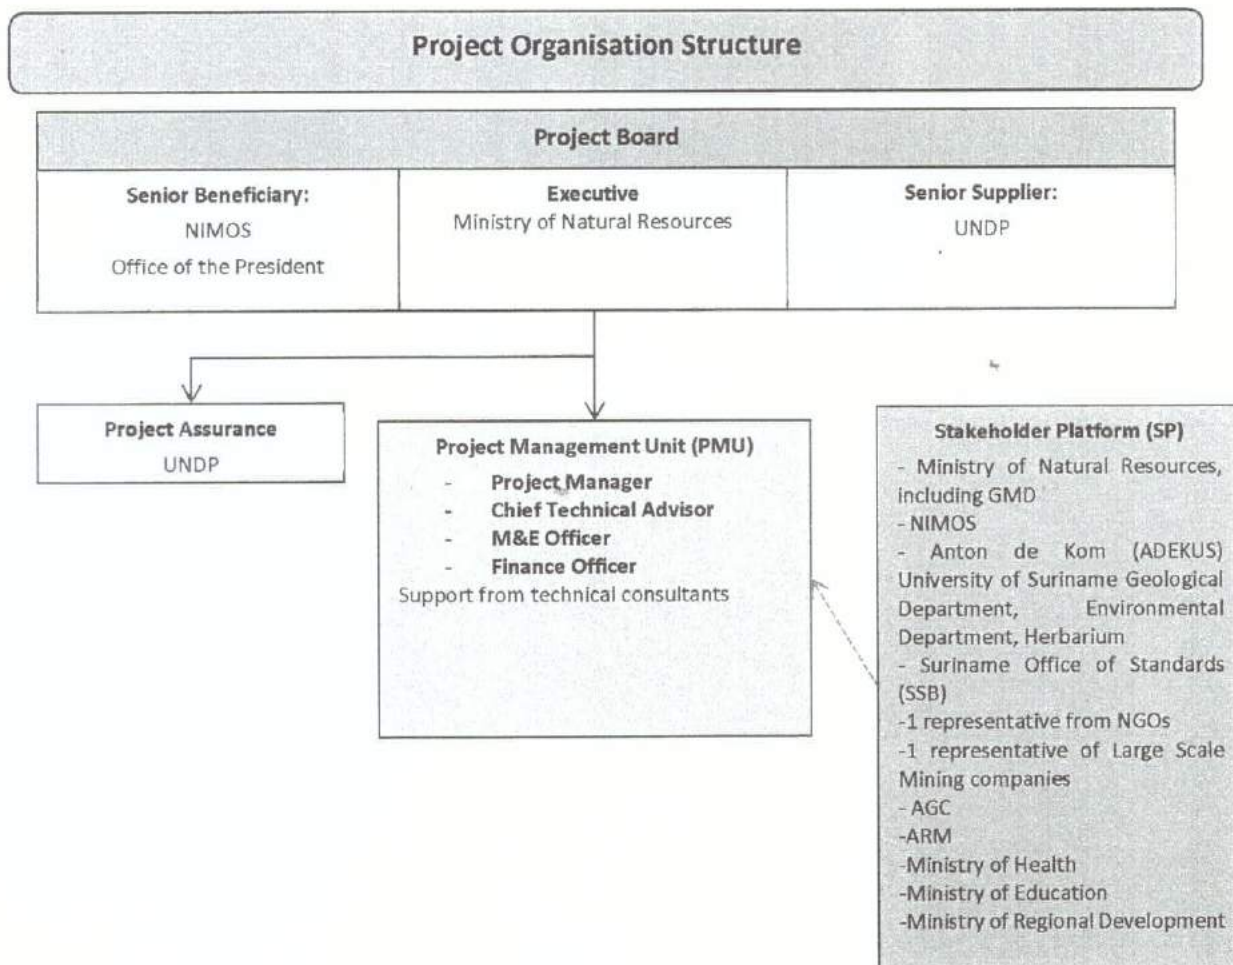 Project Organisation Structure
Project Board
Senior Beneficiary:
NIMOS
Office of the President
Executive
Ministry of Natural Resources
Senior Supplier:
UNDP
Project Assurance
UNDP
Project Management Unit (PMU)
- Project Manager
- Chief Technical Advisor
- M&E Officer
- Finance Officer
Support from technical consultants
Stakeholder Platform (SP)
- Ministry of Natural Resources,
including GMD
- NIMOS
- Anton de Kom (ADEKUS)
University of Suriname Geological
Department, Environmental
Department, Herbarium
- Suriname Office of Standards
(SSB)
-1 representative from NGOs
-1 representative of Large Scale
Mining companies
- AGC
-ARM
-Ministry of Health
-Ministry of Education
-Ministry of Regional Development